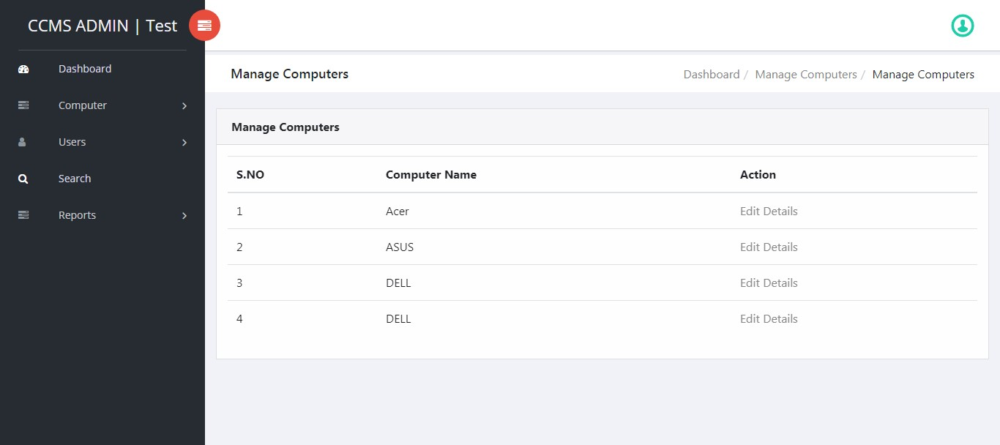 CCMS ADMIN | Test
Dashboard
Computer
Users
Search
Reports
Manage Computers
Dashboard / Manage Computers / Manage Computers
Manage Computers
S.NO Computer Name Action
1 Acer Edit Details
2 ASUS Edit Details
3 DELL Edit Details
4 DELL Edit Details